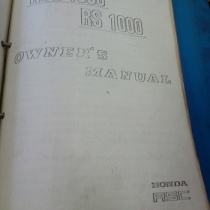 RS 1000
OWNER'S
MANUAL
HONDA
RSC